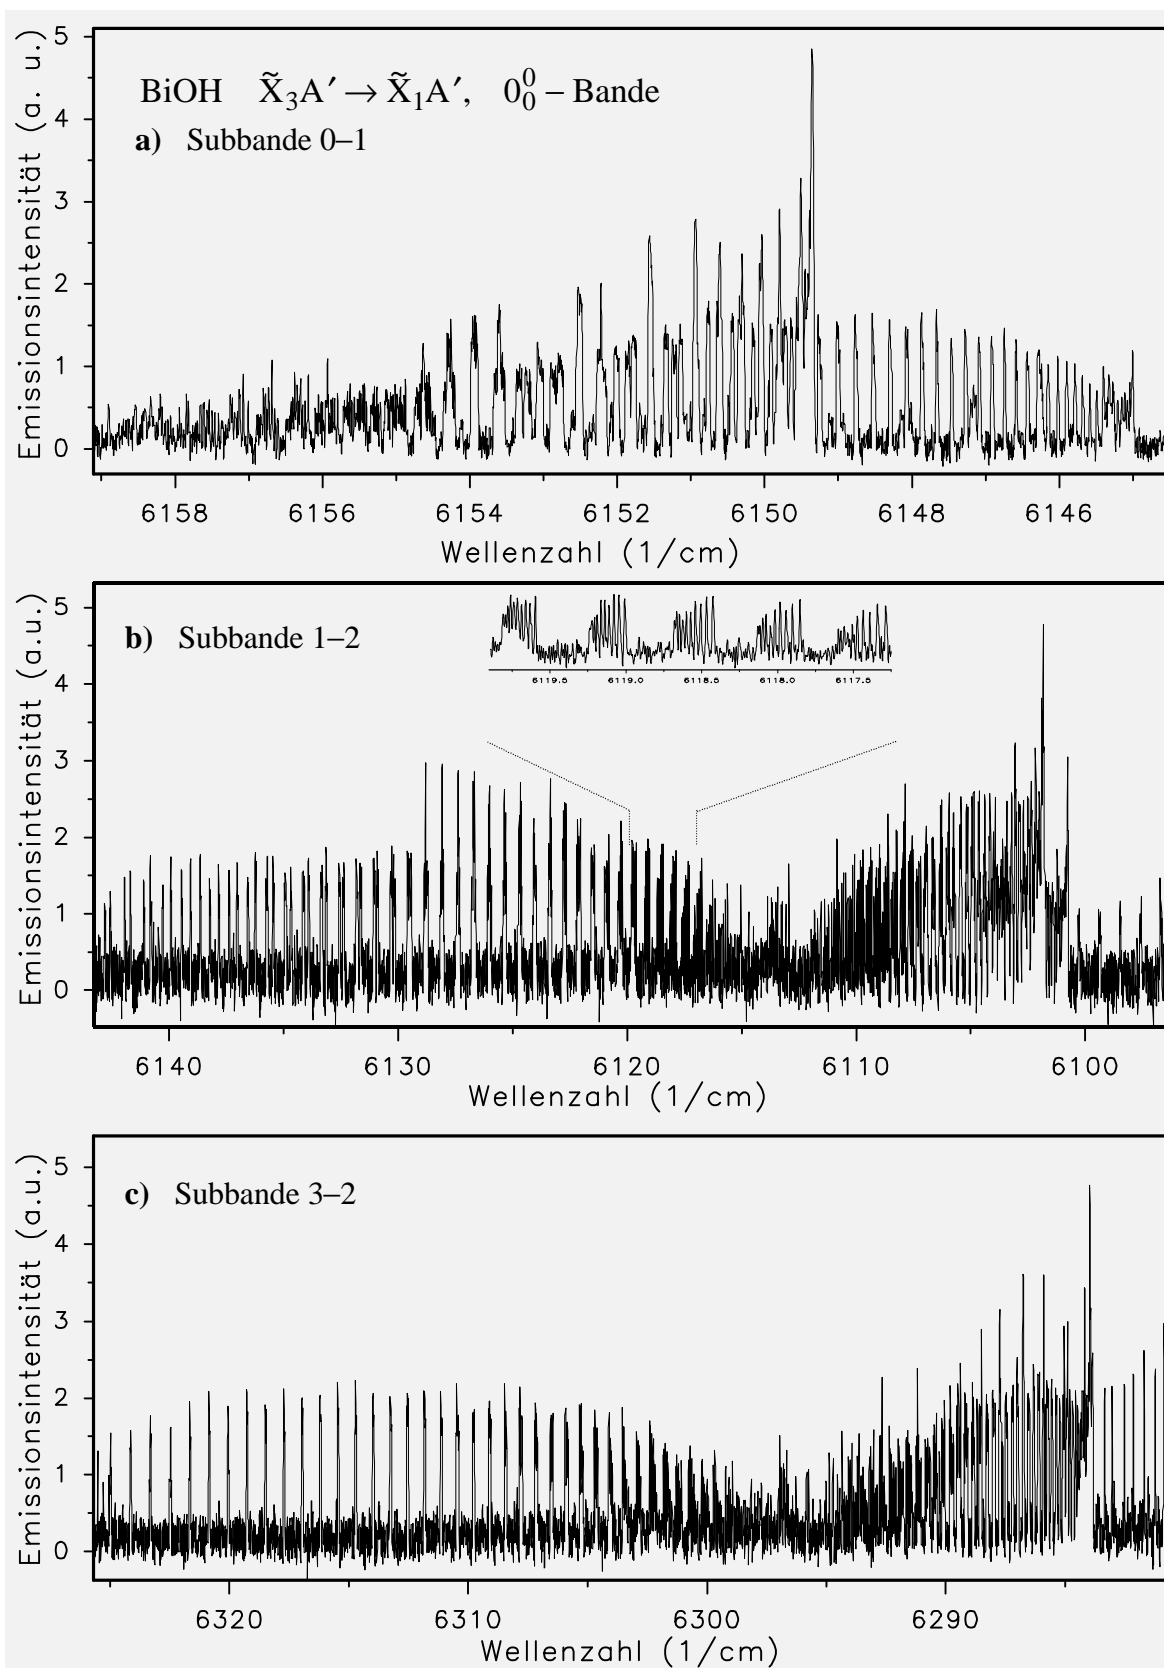 BiOH X̃₃A′ → X̃₁A′, 0⁰₀ – Bande
a) Subbande 0–1
Emissionsintensität (a. u.)
5
4
3
2
1
0
6158 6156 6154 6152 6150 6148 6146
Wellenzahl (1/cm)
b) Subbande 1–2
Emissionsintensität (a.u.)
5
4
3
2
1
0
6119.5 6119.0 6118.5 6118.0 6117.5
6140 6130 6120 6110 6100
Wellenzahl (1/cm)
c) Subbande 3–2
Emissionsintensität (a.u.)
5
4
3
2
1
0
6320 6310 6300 6290
Wellenzahl (1/cm)